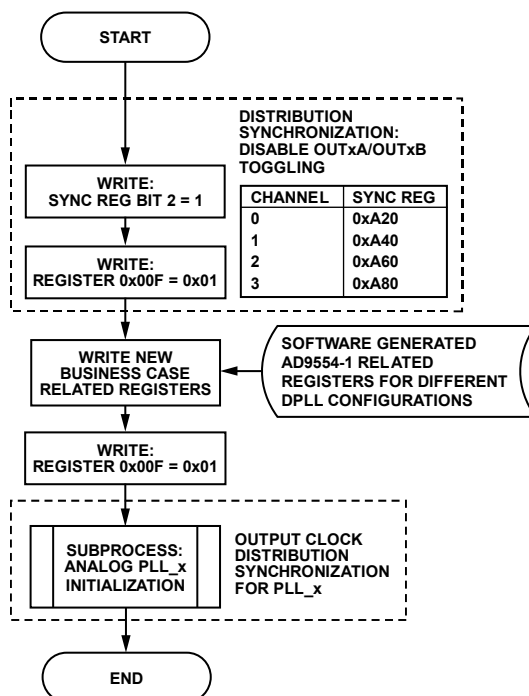 START
DISTRIBUTION
SYNCHRONIZATION:
DISABLE OUTxA/OUTxB
TOGGLING
WRITE:
SYNC REG BIT 2 = 1
CHANNEL SYNC REG
0 0xA20
1 0xA40
2 0xA60
3 0xA80
WRITE:
REGISTER 0x00F = 0x01
WRITE NEW
BUSINESS CASE
RELATED REGISTERS
SOFTWARE GENERATED
AD9554-1 RELATED
REGISTERS FOR DIFFERENT
DPLL CONFIGURATIONS
WRITE:
REGISTER 0x00F = 0x01
SUBPROCESS:
ANALOG PLL_x
INITIALIZATION
OUTPUT CLOCK
DISTRIBUTION
SYNCHRONIZATION
FOR PLL_x
END